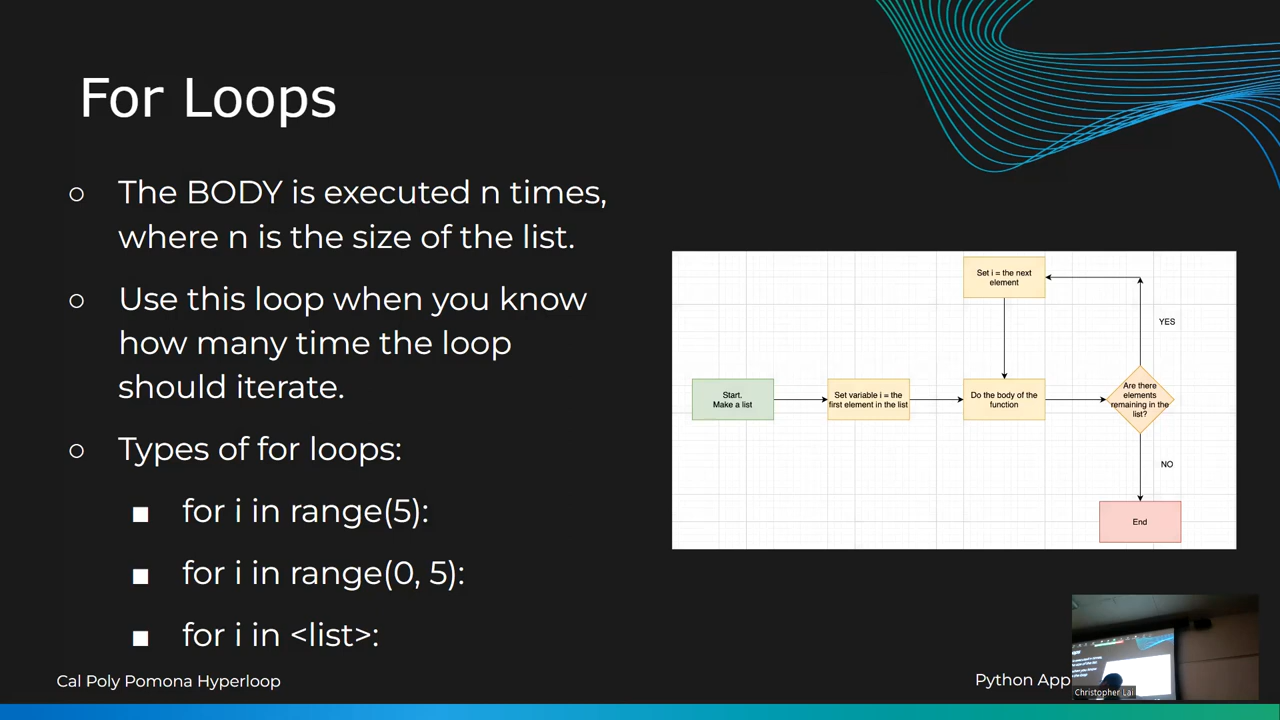 For Loops
○ The BODY is executed n times,
where n is the size of the list.
○ Use this loop when you know
how many time the loop
should iterate.
○ Types of for loops:
■ for i in range(5):
■ for i in range(0, 5):
■ for i in <list>:
Set i = the next
element
YES
Start.
Make a list
Set variable i = the
first element in the list
Do the body of the
function
Are there
elements
remaining in the
list?
NO
End
Cal Poly Pomona Hyperloop
Python App
Christopher Lai